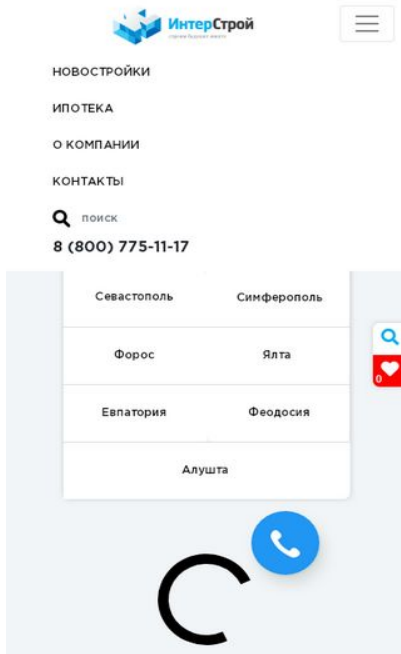 ИнтерСтрой
НОВОСТРОЙКИ
ИПОТЕКА
О КОМПАНИИ
КОНТАКТЫ
поиск
8 (800) 775-11-17
Севастополь Симферополь
Форос Ялта
Евпатория Феодосия
Алушта
0